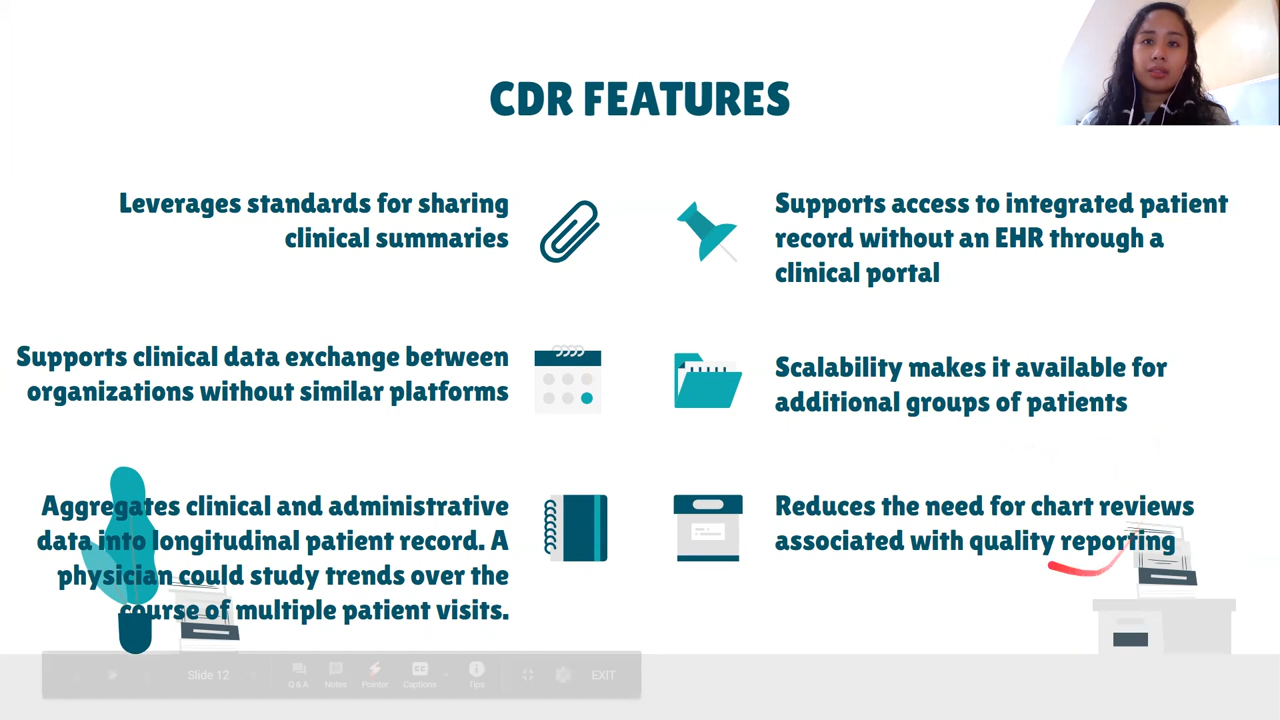 CDR FEATURES
Leverages standards for sharing
clinical summaries
Supports access to integrated patient
record without an EHR through a
clinical portal
Supports clinical data exchange between
organizations without similar platforms
Scalability makes it available for
additional groups of patients
Aggregates clinical and administrative
data into longitudinal patient record. A
physician could study trends over the
course of multiple patient visits.
Reduces the need for chart reviews
associated with quality reporting
Slide 12
Q & A
Notes
Pointer
Captions
Tips
EXIT